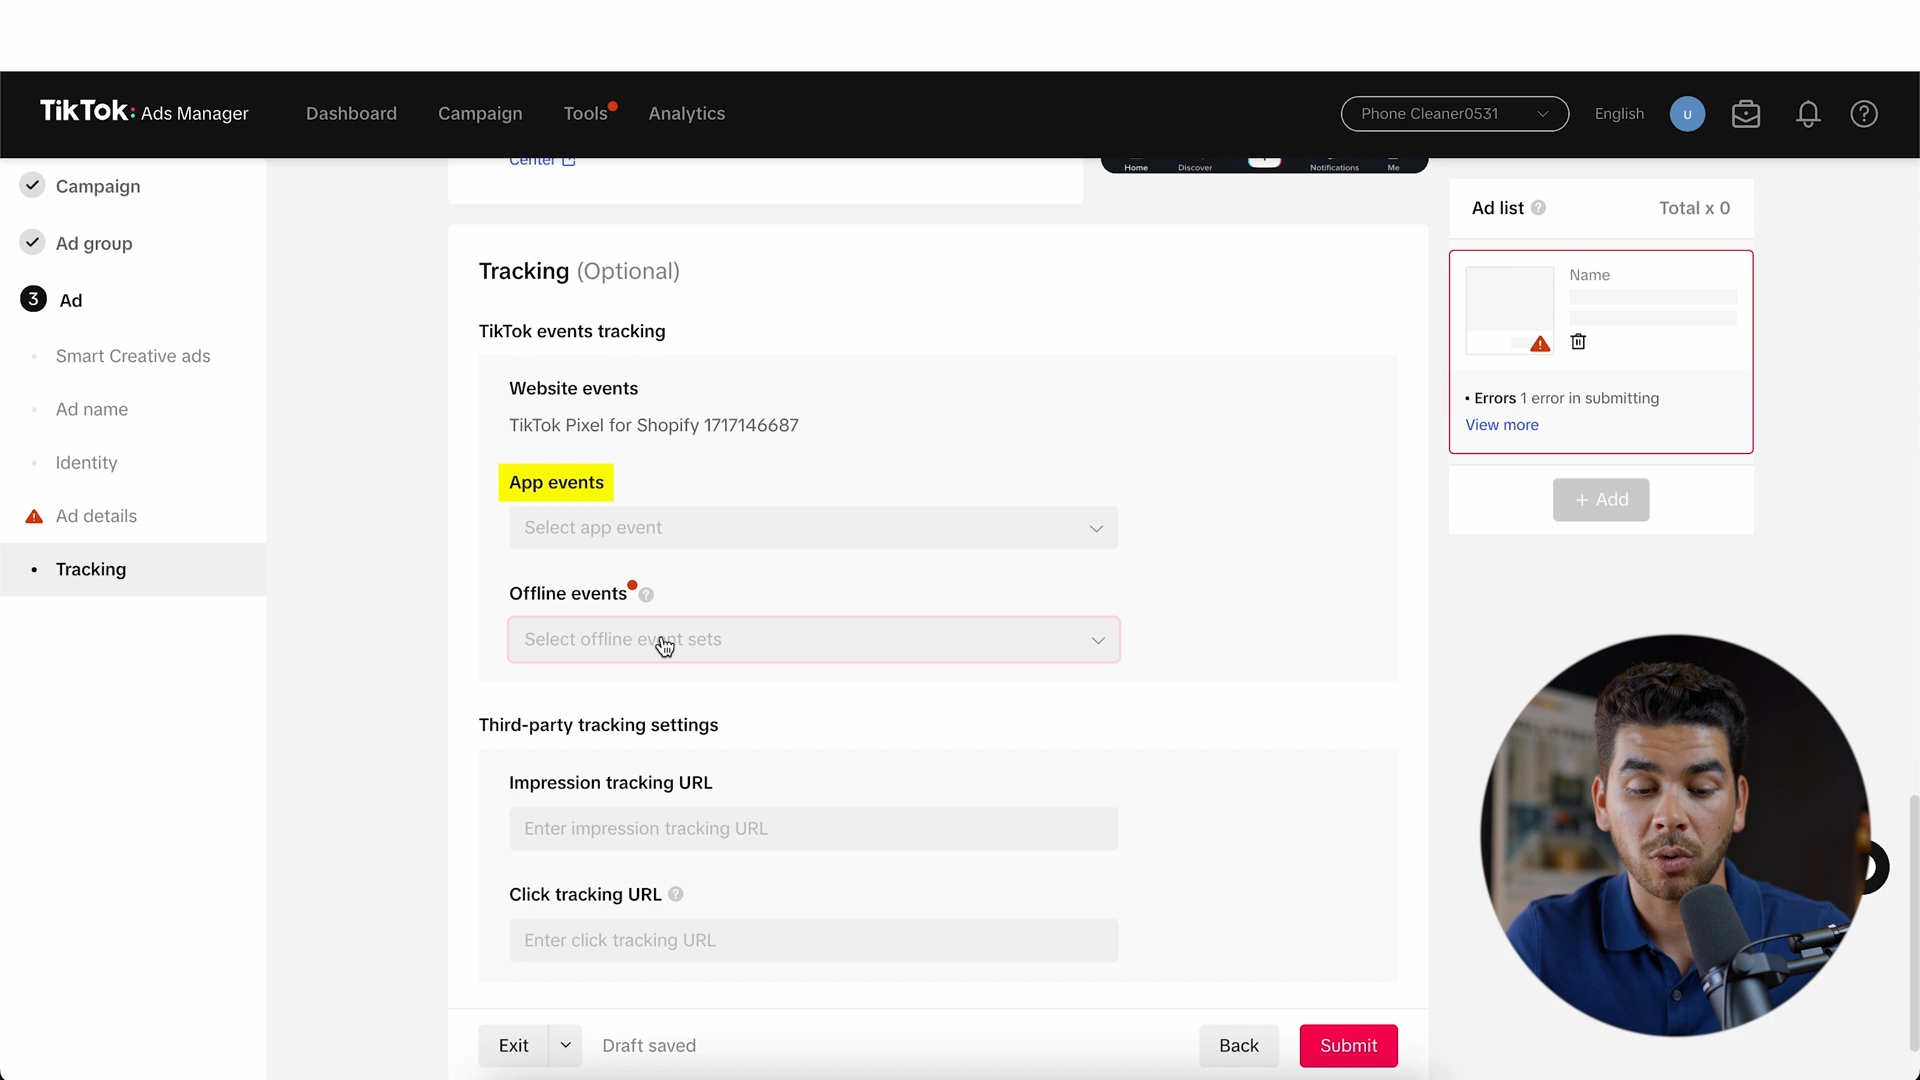 TikTok: Ads Manager
Dashboard
Campaign
Tools
Analytics
Phone Cleaner0531
English
U
Campaign
Ad group
3 Ad
Smart Creative ads
Ad name
Identity
Ad details
Tracking
Center
Home
Discover
Notifications
Me
Tracking (Optional)
TikTok events tracking
Website events
TikTok Pixel for Shopify 1717146687
App events
Select app event
Offline events
Select offline event sets
Third-party tracking settings
Impression tracking URL
Enter impression tracking URL
Click tracking URL
Enter click tracking URL
Exit
Draft saved
Back
Submit
Ad list
Total x 0
Name
• Errors 1 error in submitting
View more
+ Add